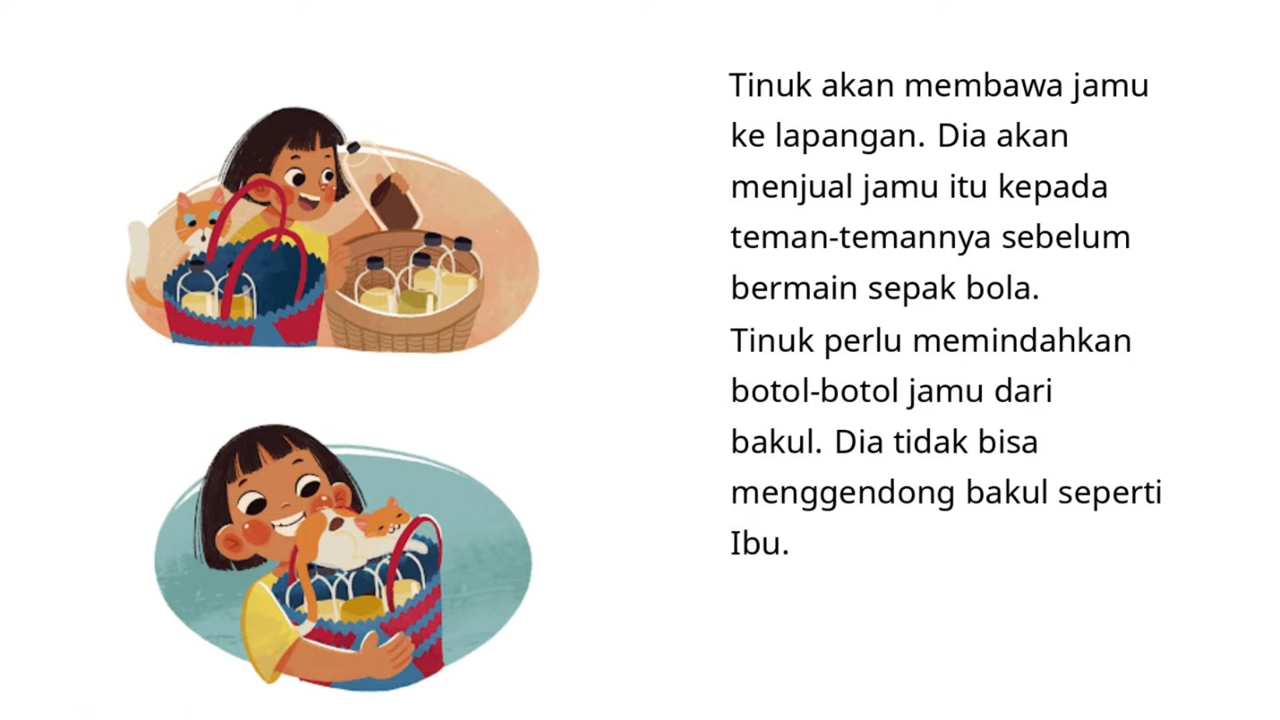 Tinuk akan membawa jamu
ke lapangan. Dia akan
menjual jamu itu kepada
teman-temannya sebelum
bermain sepak bola.
Tinuk perlu memindahkan
botol-botol jamu dari
bakul. Dia tidak bisa
menggendong bakul seperti
Ibu.